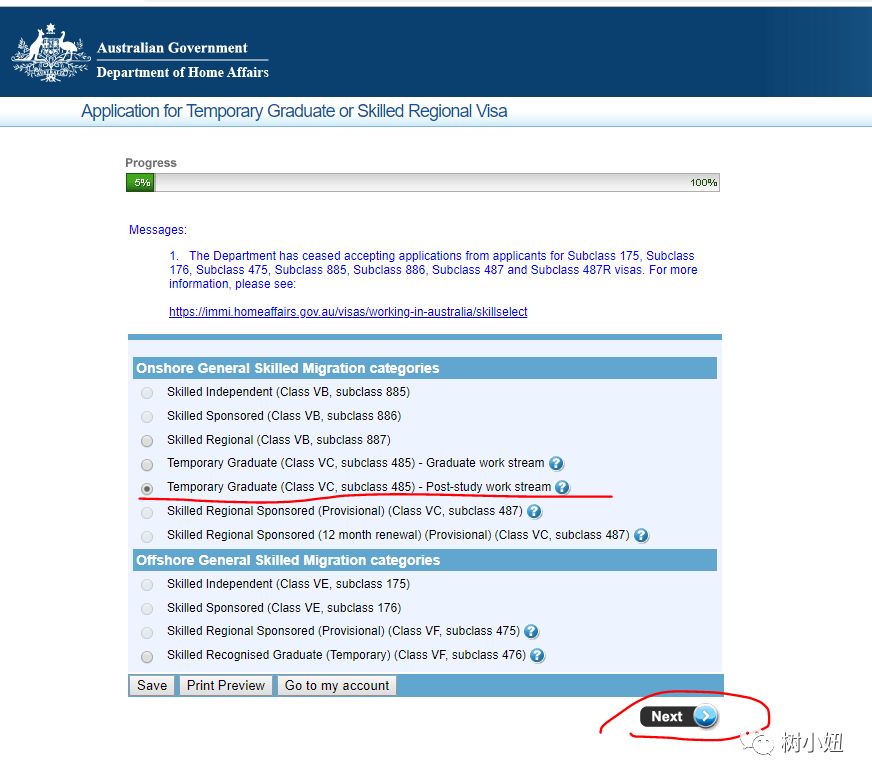 Australian Government
Department of Home Affairs
Application for Temporary Graduate or Skilled Regional Visa
Progress
5% 100%
Messages:
1. The Department has ceased accepting applications from applicants for Subclass 175, Subclass
176, Subclass 475, Subclass 885, Subclass 886, Subclass 487 and Subclass 487R visas. For more
information, please see:
https://immi.homeaffairs.gov.au/visas/working-in-australia/skillselect
Onshore General Skilled Migration categories
Skilled Independent (Class VB, subclass 885)
Skilled Sponsored (Class VB, subclass 886)
Skilled Regional (Class VB, subclass 887)
Temporary Graduate (Class VC, subclass 485) - Graduate work stream ?
Temporary Graduate (Class VC, subclass 485) - Post-study work stream ?
Skilled Regional Sponsored (Provisional) (Class VC, subclass 487) ?
Skilled Regional Sponsored (12 month renewal) (Provisional) (Class VC, subclass 487) ?
Offshore General Skilled Migration categories
Skilled Independent (Class VE, subclass 175)
Skilled Sponsored (Class VE, subclass 176)
Skilled Regional Sponsored (Provisional) (Class VF, subclass 475) ?
Skilled Recognised Graduate (Temporary) (Class VF, subclass 476) ?
Save Print Preview Go to my account
Next
树小妞